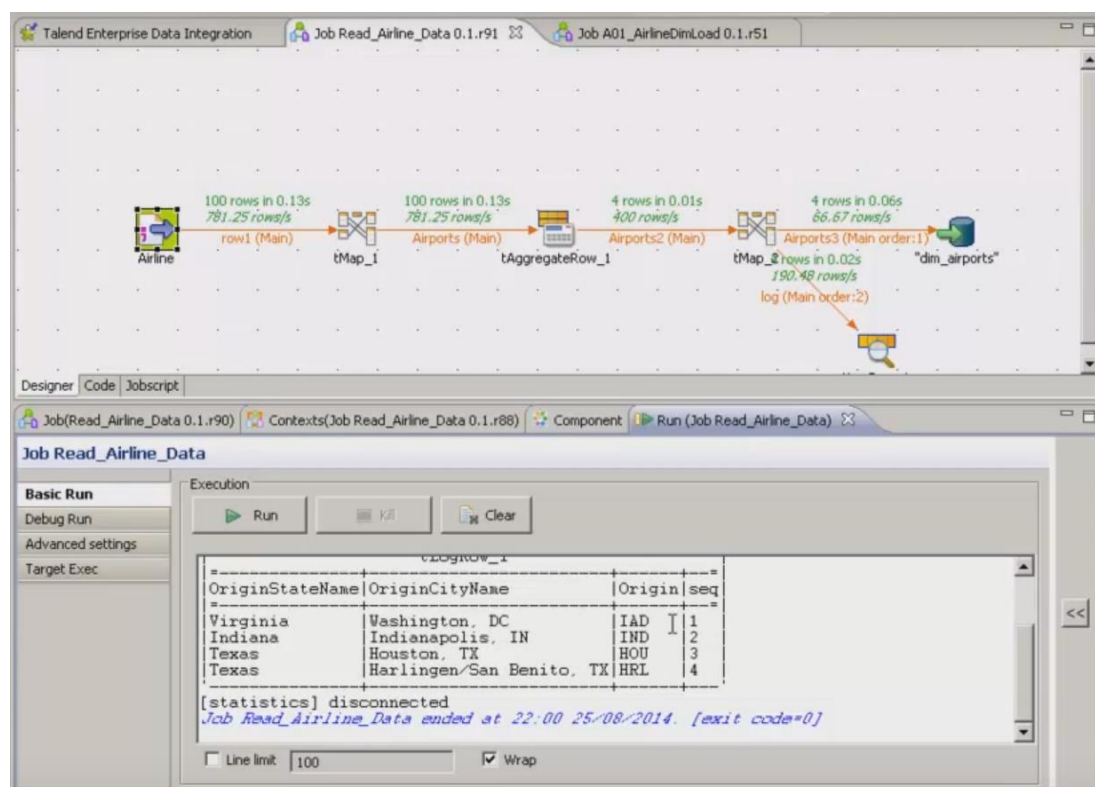 Talend Enterprise Data Integration
Job Read_Airline_Data 0.1.r91
Job A01_AirlineDimLoad 0.1.r51
100 rows in 0.13s
781.25 rows/s
row1 (Main)
100 rows in 0.13s
781.25 rows/s
Airports (Main)
4 rows in 0.01s
400 rows/s
Airports2 (Main)
4 rows in 0.06s
66.67 rows/s
Airports3 (Main order:1)
Airline
tMap_1
tAggregateRow_1
tMap_2
"dim_airports"
rows in 0.02s
190.48 rows/s
log (Main order:2)
Designer Code Jobscript
Job(Read_Airline_Data 0.1.r90) Contexts(Job Read_Airline_Data 0.1.r88) Component Run (Job Read_Airline_Data)
Job Read_Airline_Data
Basic Run
Debug Run
Advanced settings
Target Exec
Execution
Run Kill Clear
tLogRow_1
|OriginStateName|OriginCityName |Origin|seq|
|Virginia |Washington, DC |IAD |1
|Indiana |Indianapolis, IN |IND |2
|Texas |Houston, TX |HOU |3
|Texas |Harlingen/San Benito, TX|HRL |4
[statistics] disconnected
Job Read_Airline_Data ended at 22:00 25/08/2014. [exit code=0]
Line limit 100 Wrap
<<